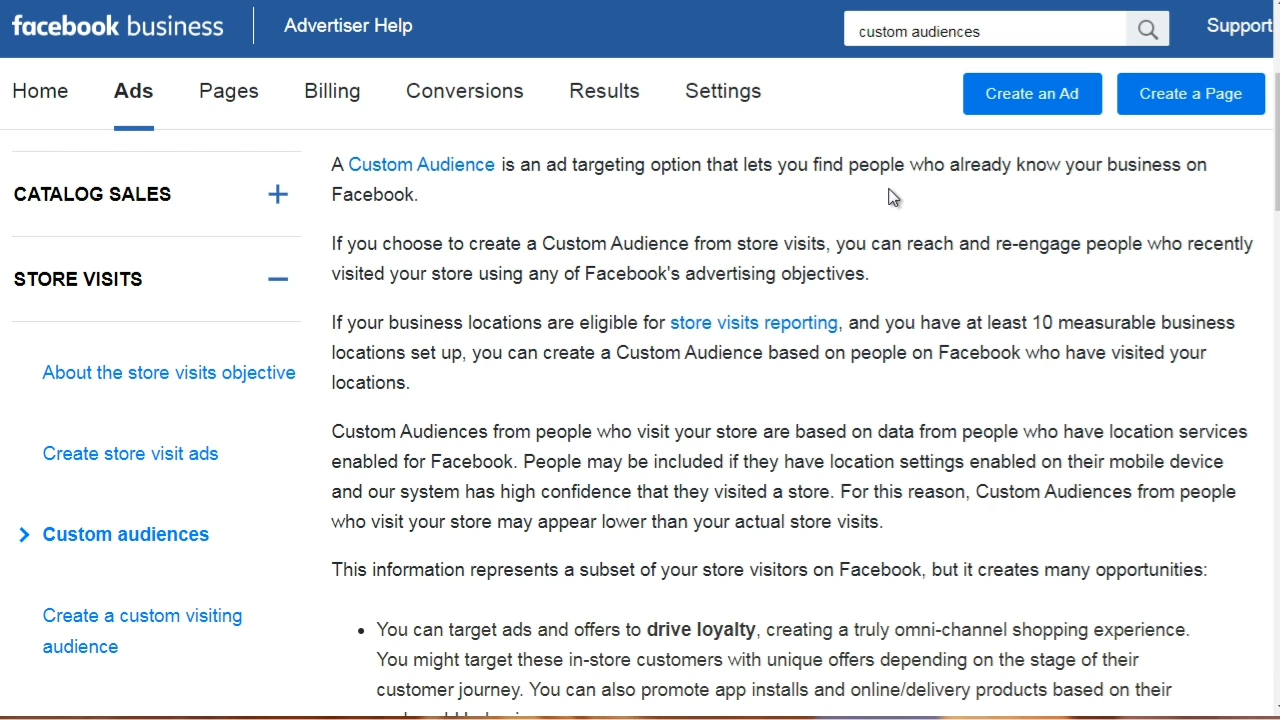 facebook business
Advertiser Help
custom audiences
Support
Home
Ads
Pages
Billing
Conversions
Results
Settings
Create an Ad
Create a Page
CATALOG SALES
STORE VISITS
About the store visits objective
Create store visit ads
Custom audiences
Create a custom visiting
audience
A Custom Audience is an ad targeting option that lets you find people who already know your business on
Facebook.
If you choose to create a Custom Audience from store visits, you can reach and re-engage people who recently
visited your store using any of Facebook's advertising objectives.
If your business locations are eligible for store visits reporting, and you have at least 10 measurable business
locations set up, you can create a Custom Audience based on people on Facebook who have visited your
locations.
Custom Audiences from people who visit your store are based on data from people who have location services
enabled for Facebook. People may be included if they have location settings enabled on their mobile device
and our system has high confidence that they visited a store. For this reason, Custom Audiences from people
who visit your store may appear lower than your actual store visits.
This information represents a subset of your store visitors on Facebook, but it creates many opportunities:
• You can target ads and offers to drive loyalty, creating a truly omni-channel shopping experience.
You might target these in-store customers with unique offers depending on the stage of their
customer journey. You can also promote app installs and online/delivery products based on their